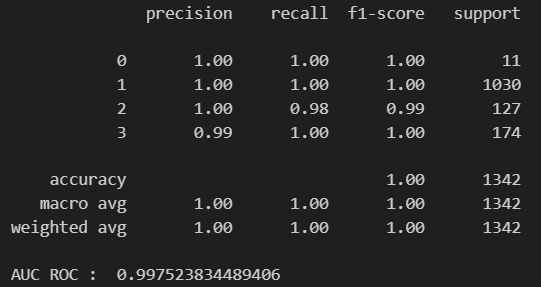 precision recall f1-score support
0 1.00 1.00 1.00 11
1 1.00 1.00 1.00 1030
2 1.00 0.98 0.99 127
3 0.99 1.00 1.00 174
accuracy 1.00 1342
macro avg 1.00 1.00 1.00 1342
weighted avg 1.00 1.00 1.00 1342
AUC ROC : 0.997523834489406